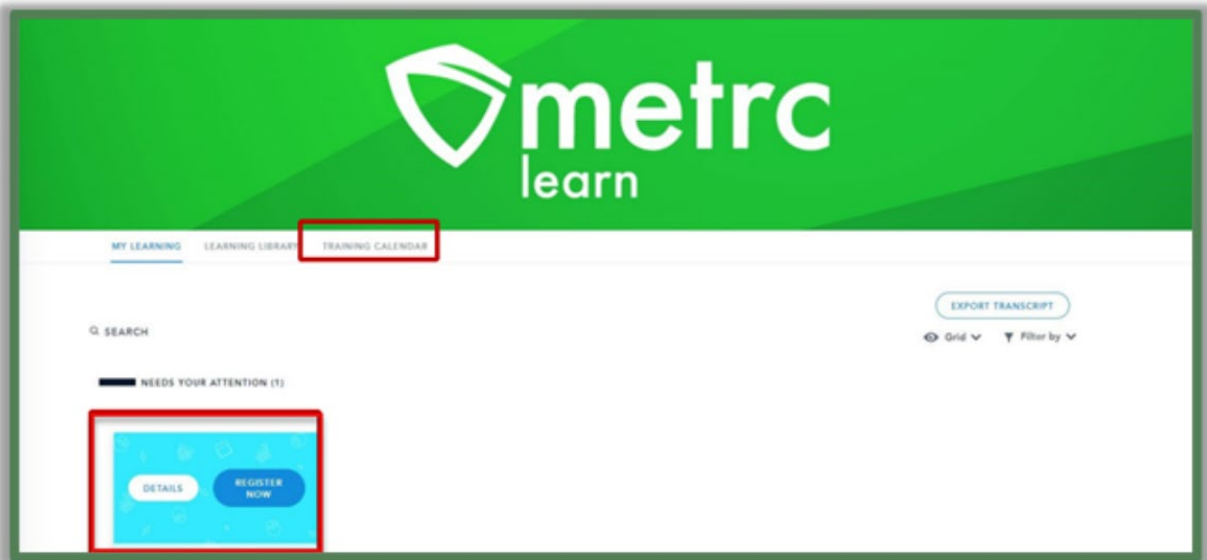 metrc
learn
MY LEARNING LEARNING LIBRARY TRAINING CALENDAR
EXPORT TRANSCRIPT
SEARCH
Grid Filter by
NEEDS YOUR ATTENTION (1)
DETAILS
REGISTER
NOW